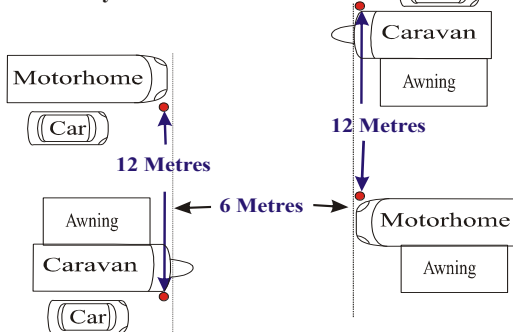 Caravan
Awning
Motorhome
Car
12 Metres
12 Metres
6 Metres
Awning
Motorhome
Caravan
Awning
Car